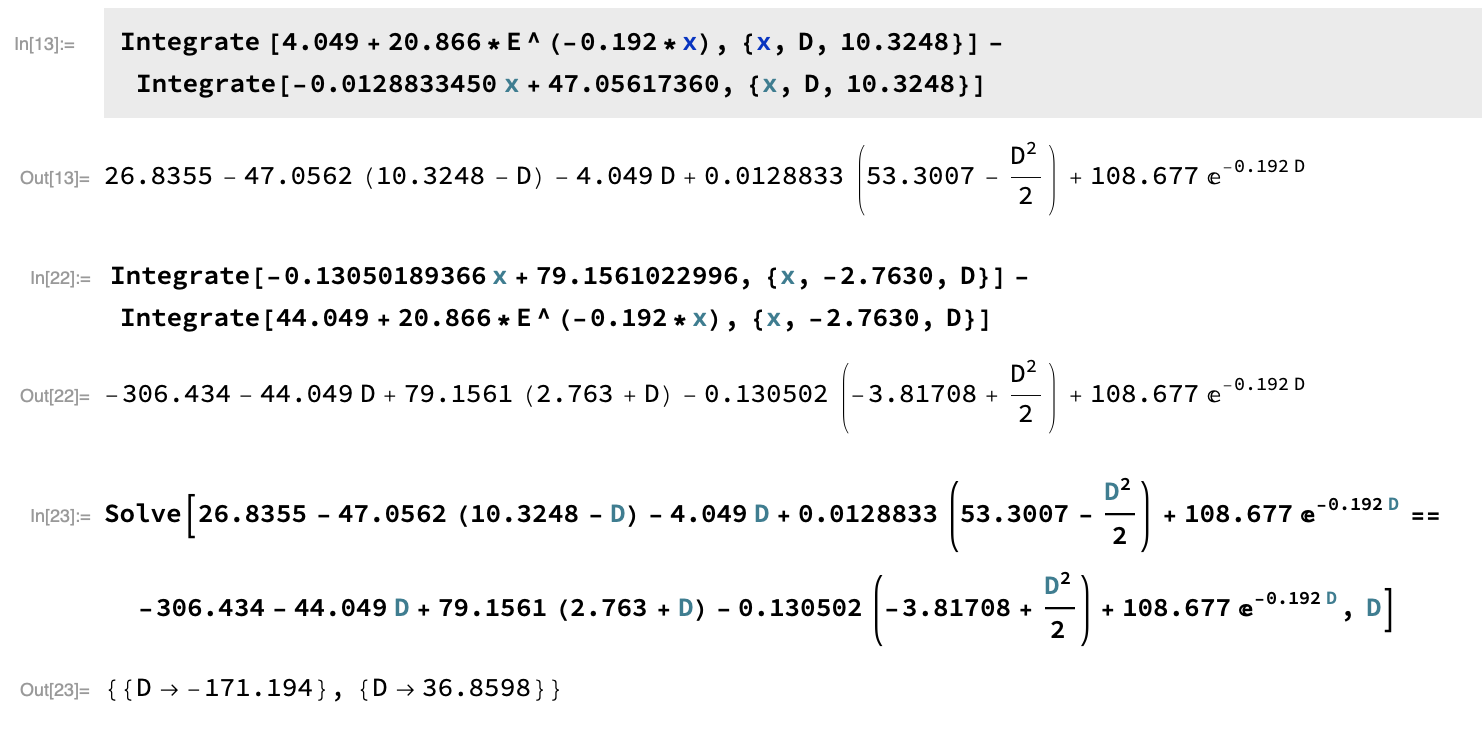 In[13]:= Integrate [4.049 + 20.866 * E ^ (-0.192 * x), {x, D, 10.3248}] -
Integrate[-0.0128833450 x + 47.05617360, {x, D, 10.3248}]
Out[13]= 26.8355 - 47.0562 (10.3248 - D) - 4.049 D + 0.0128833 (53.3007 - D²/2) + 108.677 e^(-0.192 D)
In[22]:= Integrate[-0.13050189366 x + 79.1561022996, {x, -2.7630, D}] -
Integrate[44.049 + 20.866 * E ^ (-0.192 * x), {x, -2.7630, D}]
Out[22]= -306.434 - 44.049 D + 79.1561 (2.763 + D) - 0.130502 (-3.81708 + D²/2) + 108.677 e^(-0.192 D)
In[23]:= Solve[26.8355 - 47.0562 (10.3248 - D) - 4.049 D + 0.0128833 (53.3007 - D²/2) + 108.677 e^(-0.192 D) ==
-306.434 - 44.049 D + 79.1561 (2.763 + D) - 0.130502 (-3.81708 + D²/2) + 108.677 e^(-0.192 D), D]
Out[23]= {{D → -171.194}, {D → 36.8598}}